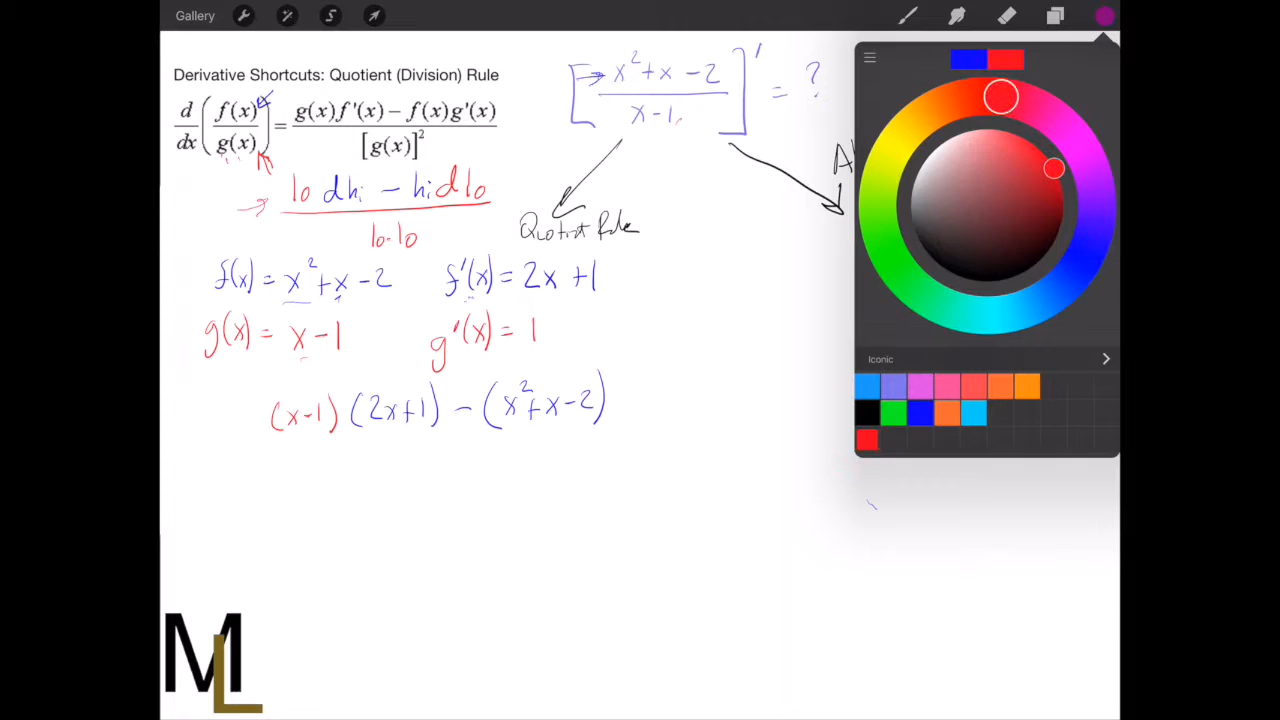 Gallery
Derivative Shortcuts: Quotient (Division) Rule
d/dx (f(x)/g(x)) = g(x)f'(x) − f(x)g'(x) / [g(x)]²
[x² + x − 2 / x − 1]' = ?
lo dhi − hi dlo / lo·lo
Quotient Rule
f(x) = x² + x − 2 f'(x) = 2x + 1
g(x) = x − 1 g'(x) = 1
(x−1)(2x+1) − (x² + x − 2)
Iconic
ML